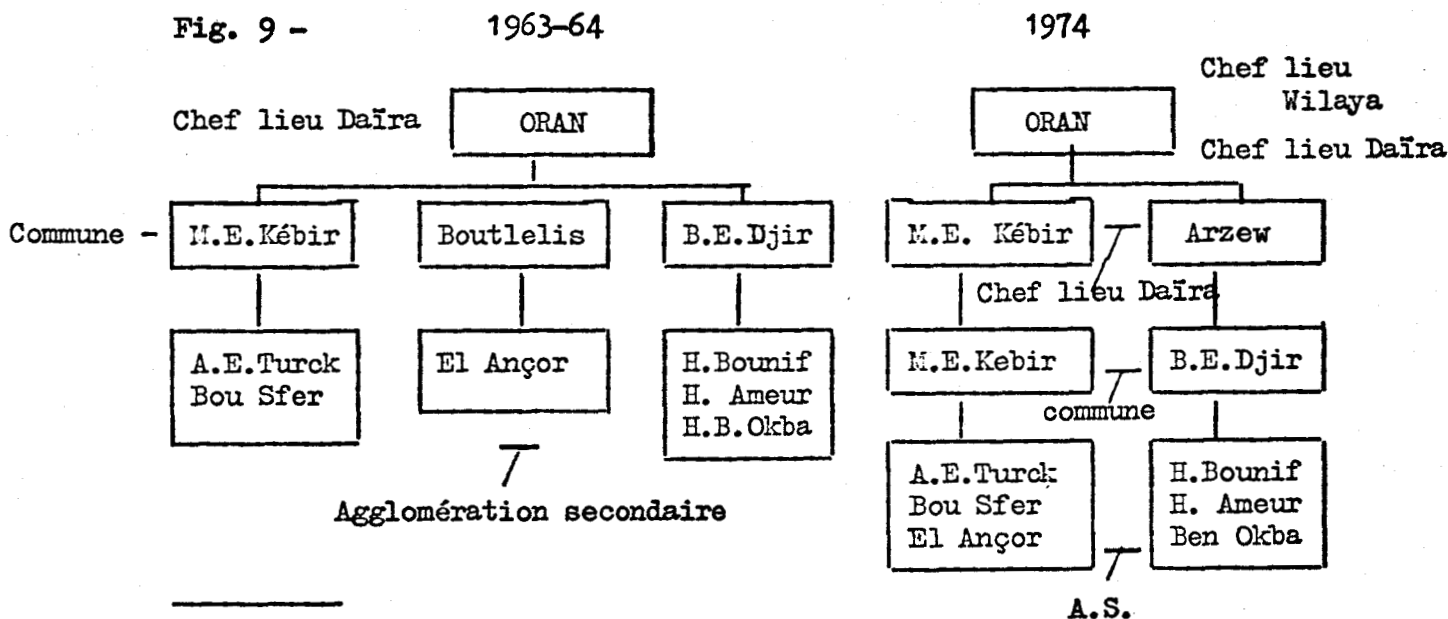 Fig. 9 - 1963-64 1974
Chef lieu Daïra ORAN
Commune - M.E.Kébir Boutlelis B.E.Djir
A.E.Turck
Bou Sfer
El Ançor
H.Bounif
H. Ameur
H.B.Okba
Agglomération secondaire
ORAN
Chef lieu
Wilaya
Chef lieu Daïra
M.E. Kébir Arzew
Chef lieu Daïra
M.E.Kebir B.E.Djir
commune
A.E.Turck
Bou Sfer
El Ançor
H.Bounif
H. Ameur
Ben Okba
A.S.